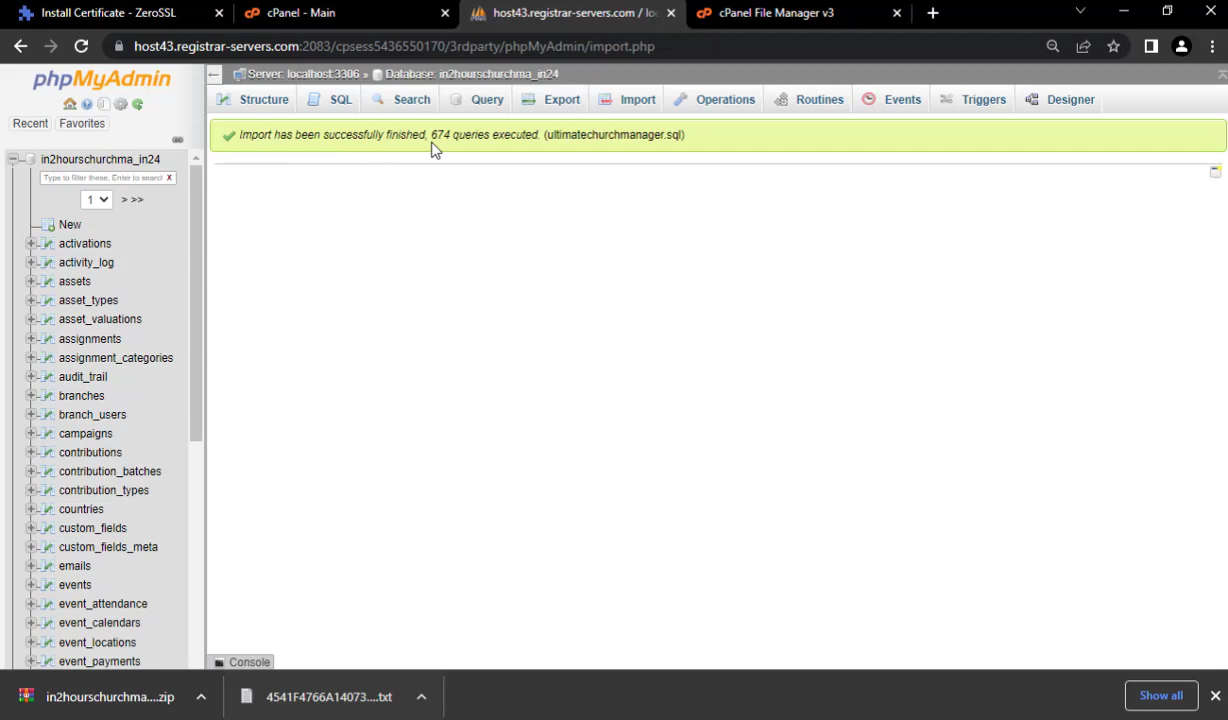 Install Certificate - ZeroSSL
cPanel - Main
host43.registrar-servers.com / lo
cPanel File Manager v3
host43.registrar-servers.com:2083/cpsess5436550170/3rdparty/phpMyAdmin/import.php
phpMyAdmin
Server: localhost:3306 » Database: in2hourschurchma_in24
Structure SQL Search Query Export Import Operations Routines Events Triggers Designer
Recent Favorites
Import has been successfully finished, 674 queries executed. (ultimatechurchmanager.sql)
in2hourschurchma_in24
Type to filter these, Enter to search X
1 > >>
New
activations
activity_log
assets
asset_types
asset_valuations
assignments
assignment_categories
audit_trail
branches
branch_users
campaigns
contributions
contribution_batches
contribution_types
countries
custom_fields
custom_fields_meta
emails
events
event_attendance
event_calendars
event_locations
event_payments
Console
in2hourschurchma....zip
4541F4766A14073....txt
Show all